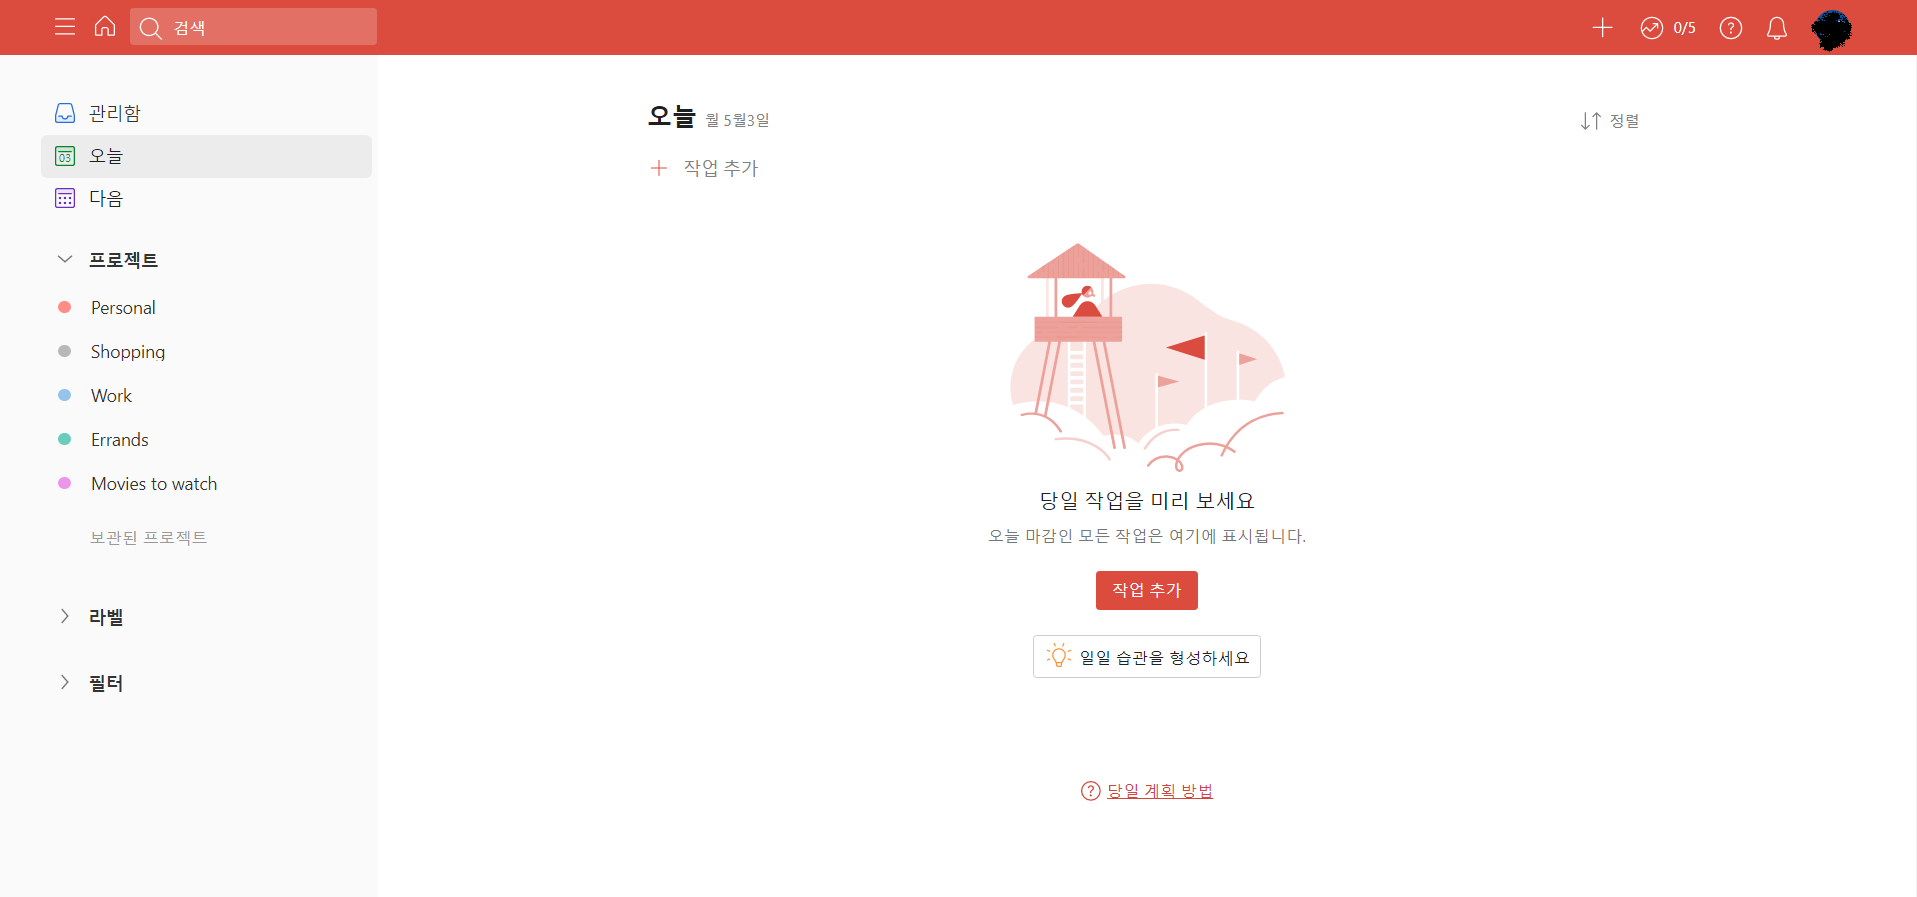 검색
0/5
관리함
03
오늘
다음
프로젝트
Personal
Shopping
Work
Errands
Movies to watch
보관된 프로젝트
라벨
필터
오늘 월 5월3일
정렬
작업 추가
당일 작업을 미리 보세요
오늘 마감인 모든 작업은 여기에 표시됩니다.
작업 추가
일일 습관을 형성하세요
당일 계획 방법